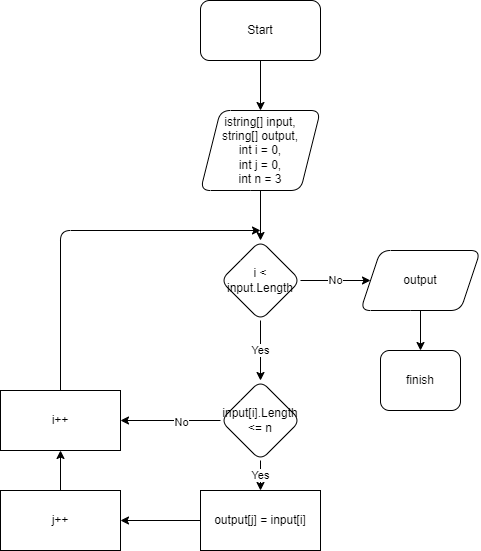 Start
istring[] input,
string[] output,
int i = 0,
int j = 0,
int n = 3
i <
input.Length
No
output
Yes
finish
input[i].Length
<= n
No
i++
Yes
output[j] = input[i]
j++